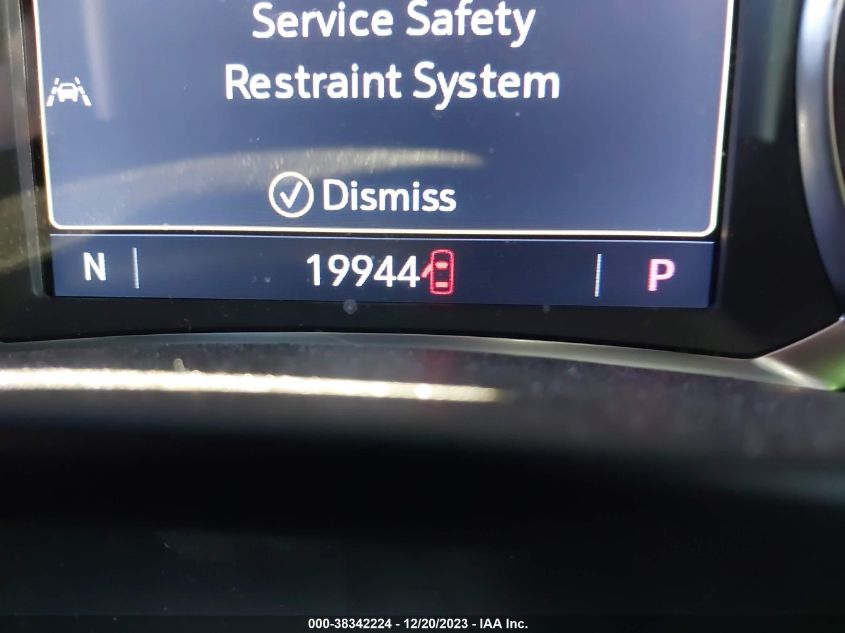 Service Safety
Restraint System
Dismiss
N 19944 P
000-38342224 - 12/20/2023 - IAA Inc.